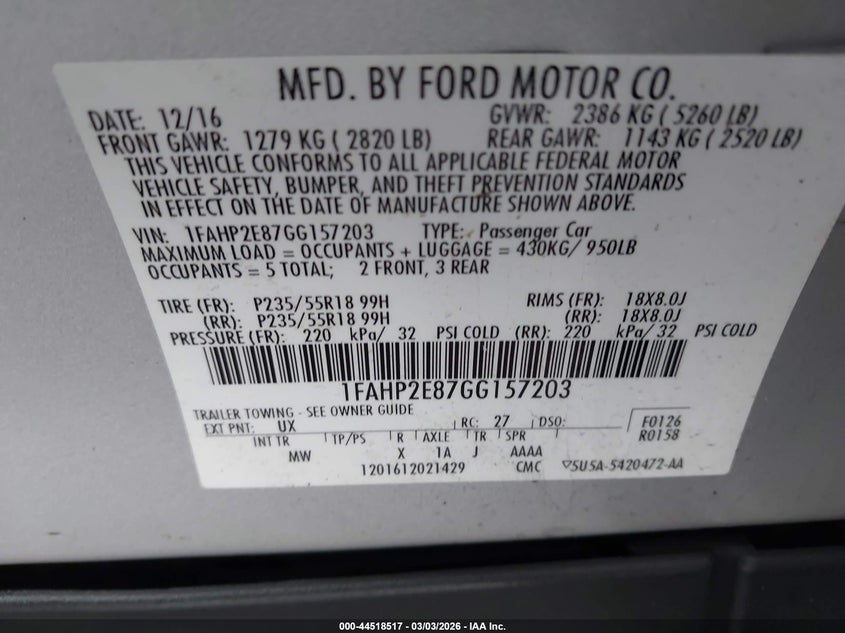 MFD. BY FORD MOTOR CO.
DATE: 12/16 GVWR: 2386 KG ( 5260 LB)
FRONT GAWR: 1279 KG ( 2820 LB) REAR GAWR: 1143 KG ( 2520 LB)
THIS VEHICLE CONFORMS TO ALL APPLICABLE FEDERAL MOTOR
VEHICLE SAFETY, BUMPER, AND THEFT PREVENTION STANDARDS
IN EFFECT ON THE DATE OF MANUFACTURE SHOWN ABOVE.
VIN: 1FAHP2E87GG157203 TYPE: Passenger Car
MAXIMUM LOAD = OCCUPANTS + LUGGAGE = 430KG/ 950LB
OCCUPANTS = 5 TOTAL; 2 FRONT, 3 REAR
TIRE (FR): P235/55R18 99H RIMS (FR): 18X8.0J
(RR): P235/55R18 99H (RR): 18X8.0J
PRESSURE (FR): 220 kPa/ 32 PSI COLD (RR): 220 kPa/ 32 PSI COLD
1FAHP2E87GG157203
TRAILER TOWING - SEE OWNER GUIDE
EXT PNT: UX RC: 27 DSO: F0126
R0158
INT TR TP/PS R AXLE TR SPR
MW X 1A J AAAA
1201612021429 CMC 5U5A-5420472-AA
000-44518517 - 03/03/2026 - IAA Inc.